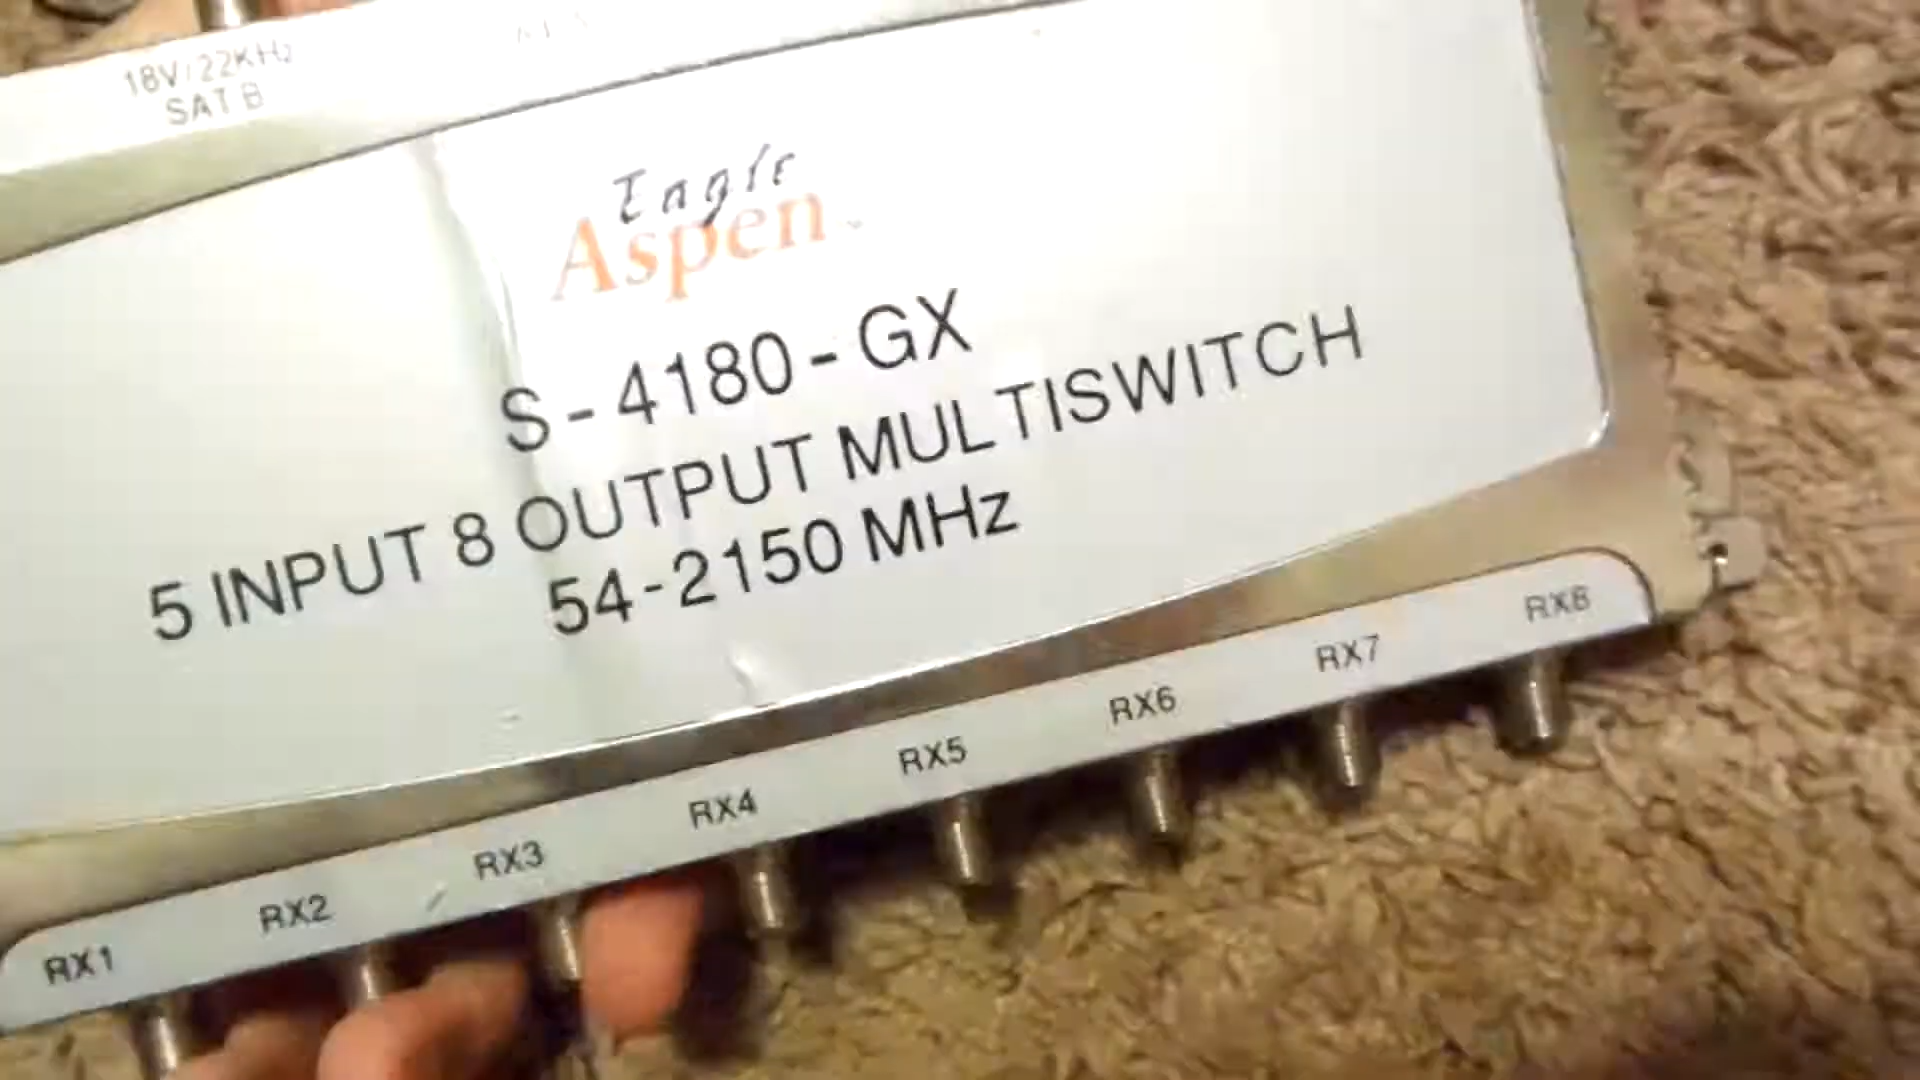 18V/22KHz
SAT B
Eagle
Aspen
S-4180-GX
5 INPUT 8 OUTPUT MULTISWITCH
54-2150 MHz
RX1
RX2
RX3
RX4
RX5
RX6
RX7
RX8